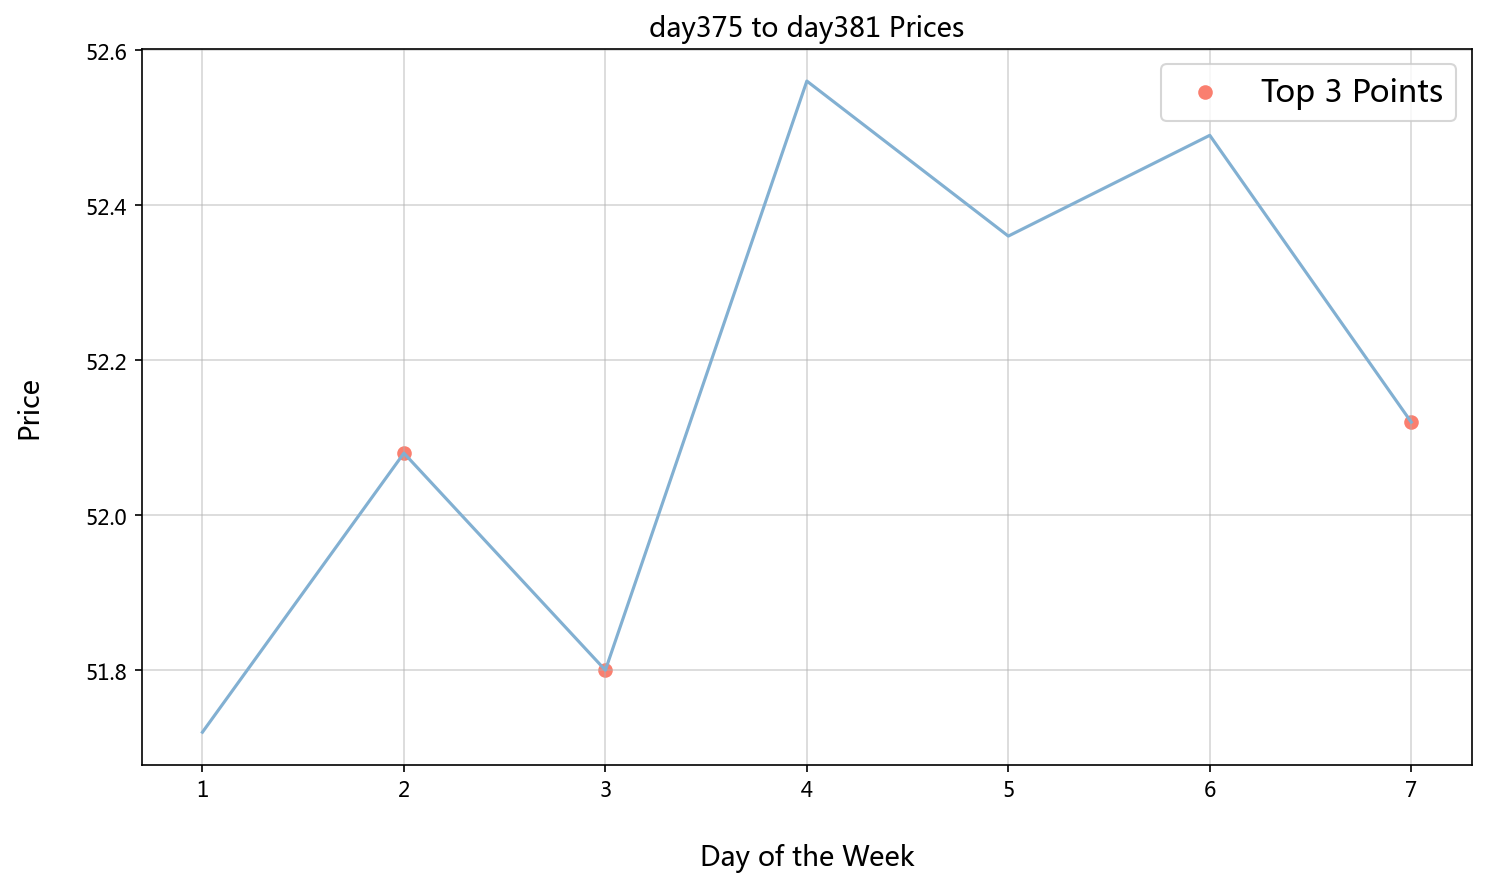 day375 to day381 Prices
Top 3 Points
52.6
52.4
52.2
52.0
51.8
Price
1 2 3 4 5 6 7
Day of the Week